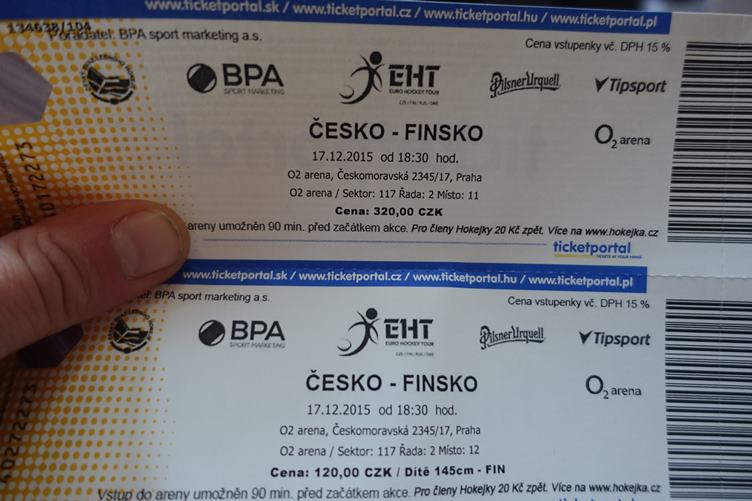 www.ticketportal.sk / www.ticketportal.cz / www.ticketportal.hu / www.ticketportal.pl
134638/104
Pořadatel: BPA sport marketing a.s.
Cena vstupenky vč. DPH 15 %
BPA
SPORT MARKETING
EHT
EURO HOCKEY TOUR
Pilsner Urquell
Tipsport
O2 arena
ČESKO - FINSKO
17.12.2015 od 18:30 hod.
O2 arena, Českomoravská 2345/17, Praha
O2 arena / Sektor: 117 Řada: 2 Místo: 11
Cena: 320,00 CZK
areny umožněn 90 min. před začátkem akce. Pro členy Hokejky 20 Kč zpět. Více na www.hokejka.cz
ticketportal
TICKETS AT YOUR HAND
www.ticketportal.sk / www.ticketportal.cz / www.ticketportal.hu / www.ticketportal.pl
BPA sport marketing a.s.
Cena vstupenky vč. DPH 15 %
BPA
SPORT MARKETING
EHT
EURO HOCKEY TOUR
Pilsner Urquell
Tipsport
O2 arena
ČESKO - FINSKO
17.12.2015 od 18:30 hod.
O2 arena, Českomoravská 2345/17, Praha
O2 arena / Sektor: 117 Řada: 2 Místo: 12
Cena: 120,00 CZK / Dítě 145cm - FIN
Vstup do areny umožněn 90 min. před začátkem akce. Pro členy Hokejky 20 Kč zpět. Více na www.hokejka.cz